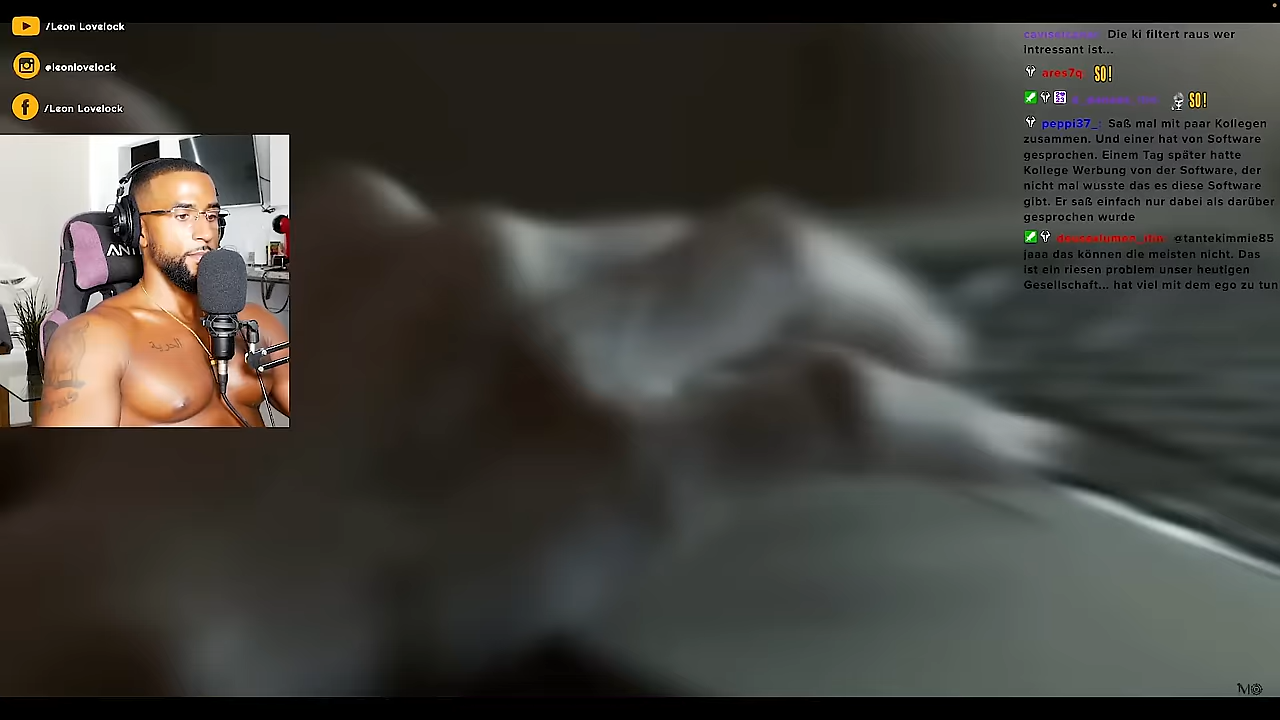 /Leon Lovelock
@leonlovelock
/Leon Lovelock
Die ki filtert raus wer
intressant ist...
ares7q SO!
SO!
peppi37_: Saß mal mit paar Kollegen
zusammen. Und einer hat von Software
gesprochen. Einem Tag später hatte
Kollege Werbung von der Software, der
nicht mal wusste das es diese Software
gibt. Er saß einfach nur dabei als darüber
gesprochen wurde
@tantekimmie85
jaaa das können die meisten nicht. Das
ist ein riesen problem unser heutigen
Gesellschaft... hat viel mit dem ego zu tun
ANT
الحرية